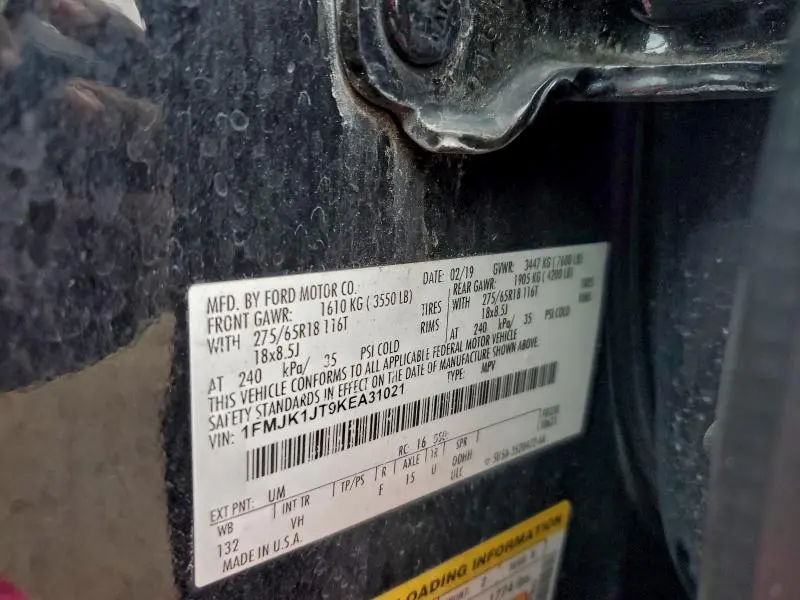 MFD. BY FORD MOTOR CO.
DATE: 02/19
GVWR: 3447 KG (7600 LB)
FRONT GAWR: 1610 KG (3550 LB)
REAR GAWR: 1905 KG (4200 LB)
WITH 275/65R18 116T TIRES
WITH 275/65R18 116T TIRES
18x8.5J RIMS
18x8.5J RIMS
AT 240 kPa/ 35 PSI COLD
AT 240 kPa/ 35 PSI COLD
THIS VEHICLE CONFORMS TO ALL APPLICABLE FEDERAL MOTOR VEHICLE
SAFETY STANDARDS IN EFFECT ON THE DATE OF MANUFACTURE SHOWN ABOVE.
VIN: 1FMJK1JT9KEA31021
TYPE: MPV
EXT PNT: UM RC: 16
WB INT TR TP/PS R AXLE TR SPR
132 VH F 15 U
MADE IN U.S.A.
LOADING INFORMATION